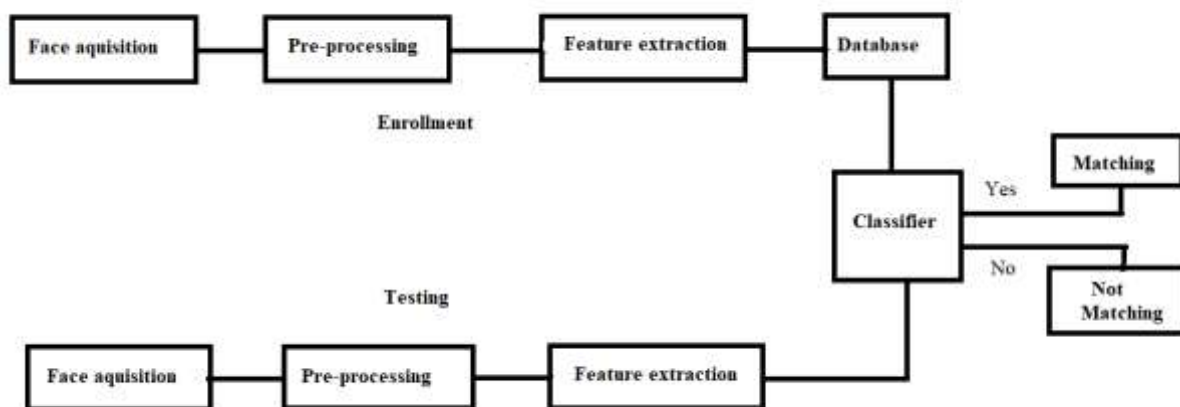 Face aquisition
Pre-processing
Feature extraction
Database
Enrollment
Matching
Yes
Classifier
No
Not
Matching
Testing
Face aquisition
Pre-processing
Feature extraction